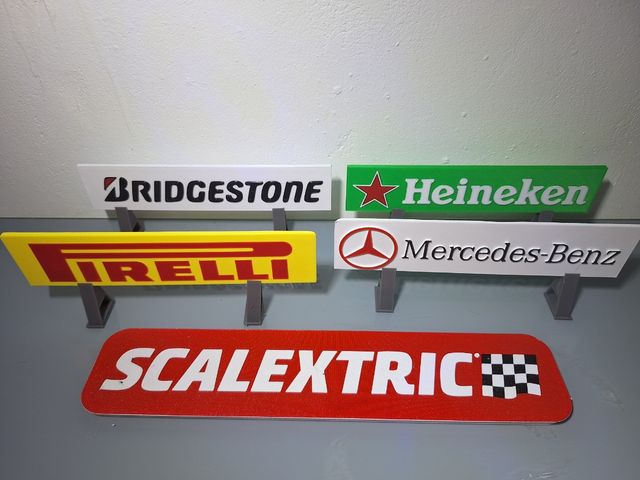 BRIDGESTONE
Heineken
PIRELLI
Mercedes-Benz
SCALEXTRIC